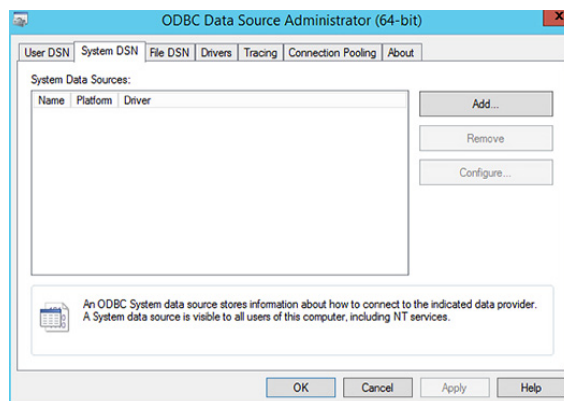 ODBC Data Source Administrator (64-bit)
x
User DSN System DSN File DSN Drivers Tracing Connection Pooling About
System Data Sources:
Name Platform Driver
Add...
Remove
Configure...
An ODBC System data source stores information about how to connect to the indicated data provider.
A System data source is visible to all users of this computer, including NT services.
OK Cancel Apply Help